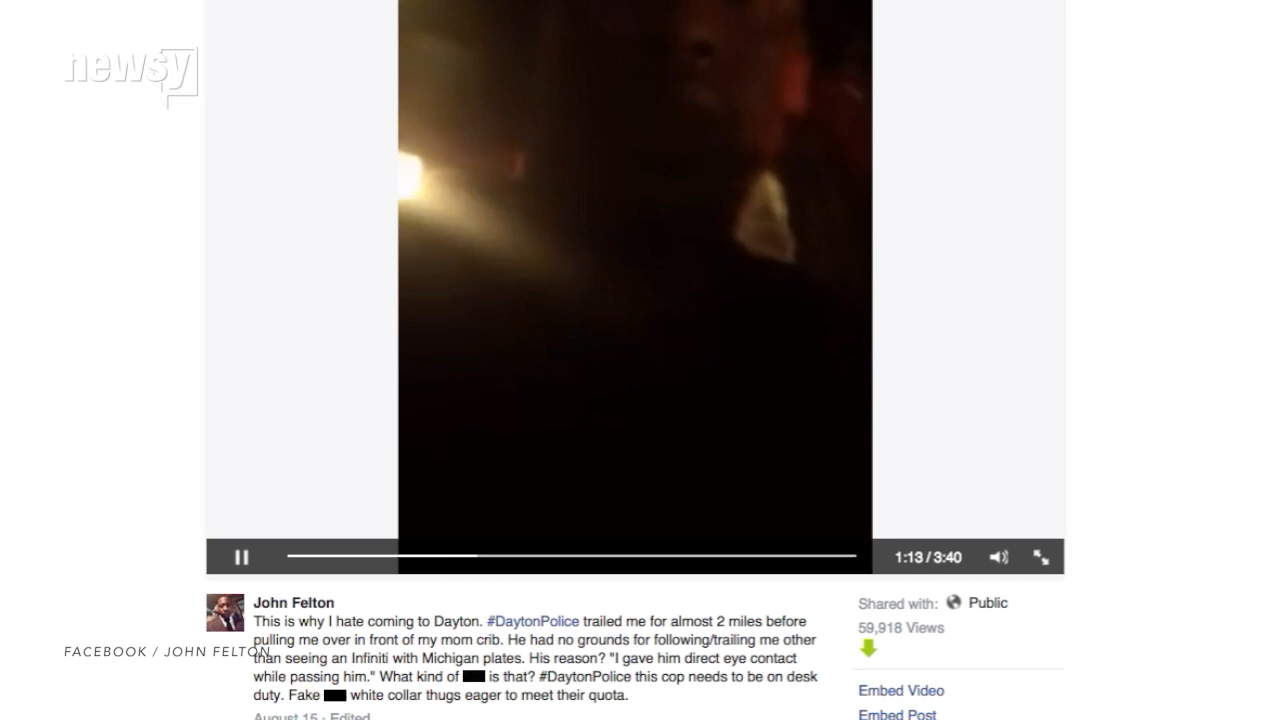 newsy
1:13 / 3:40
John Felton
This is why I hate coming to Dayton. #DaytonPolice trailed me for almost 2 miles before
pulling me over in front of my mom crib. He had no grounds for following/trailing me other
than seeing an Infiniti with Michigan plates. His reason? "I gave him direct eye contact
while passing him." What kind of is that? #DaytonPolice this cop needs to be on desk
duty. Fake white collar thugs eager to meet their quota.
August 15 · Edited
Shared with: Public
59,918 Views
Embed Video
Embed Post
FACEBOOK / JOHN FELTON